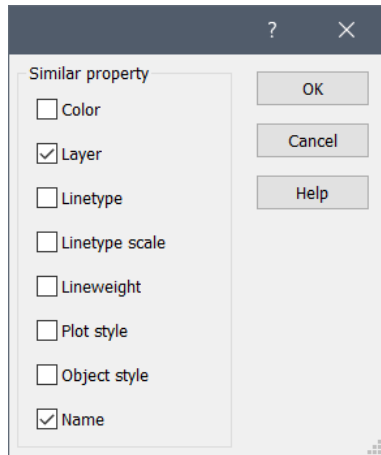 ?
Similar property
Color
Layer
Linetype
Linetype scale
Lineweight
Plot style
Object style
Name
OK
Cancel
Help